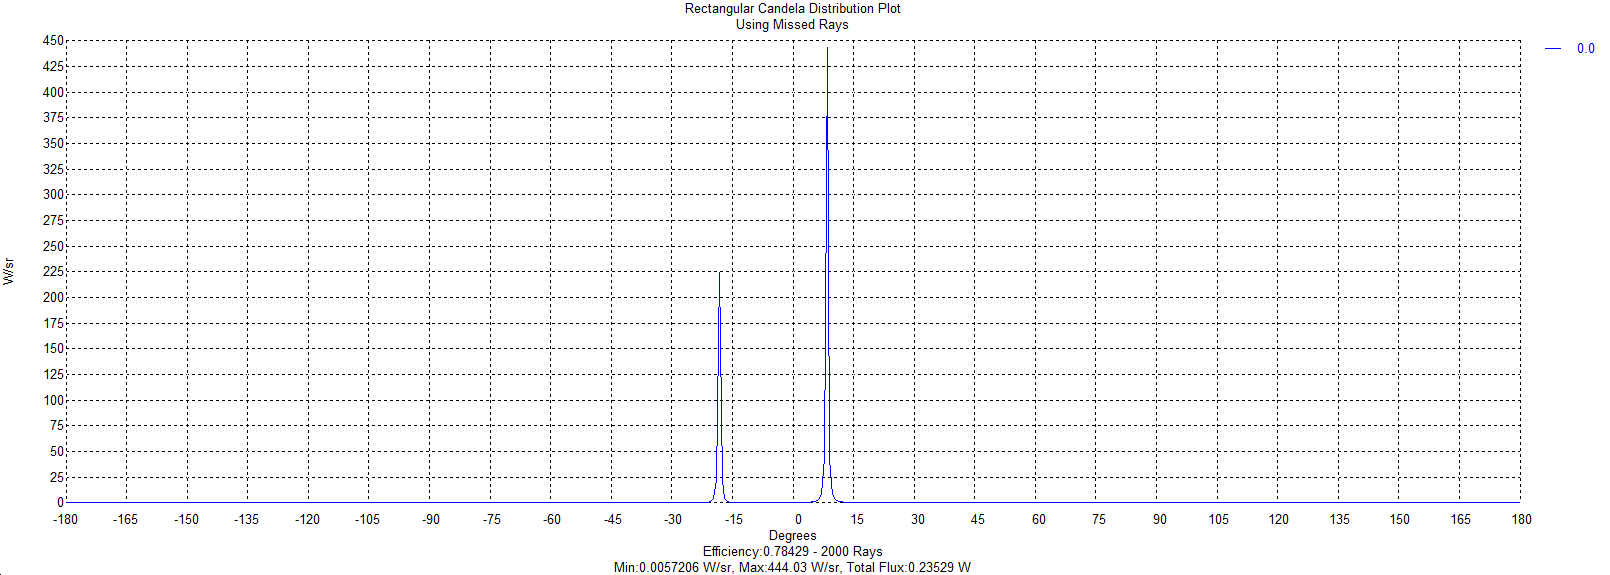 Rectangular Candela Distribution Plot
Using Missed Rays
450
425
400
375
350
325
300
275
250
225
200
175
150
125
100
75
50
25
0
W/sr
-180 -165 -150 -135 -120 -105 -90 -75 -60 -45 -30 -15 0 15 30 45 60 75 90 105 120 135 150 165 180
Degrees
Efficiency:0.78429 - 2000 Rays
Min:0.0057206 W/sr, Max:444.03 W/sr, Total Flux:0.23529 W
0.0